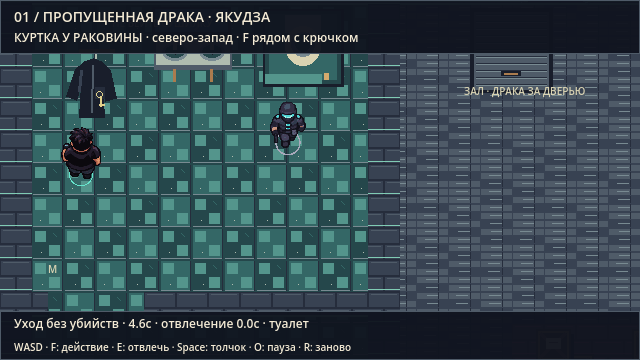 01 / ПРОПУЩЕННАЯ ДРАКА · ЯКУДЗА
КУРТКА У РАКОВИНЫ · северо-запад · F рядом с крючком
ЗАЛ · ДРАКА ЗА ДВЕРЬЮ
М
Уход без убийств · 4.6с · отвлечение 0.0с · туалет
WASD · F: действие · E: отвлечь · Space: толчок · O: пауза · R: заново